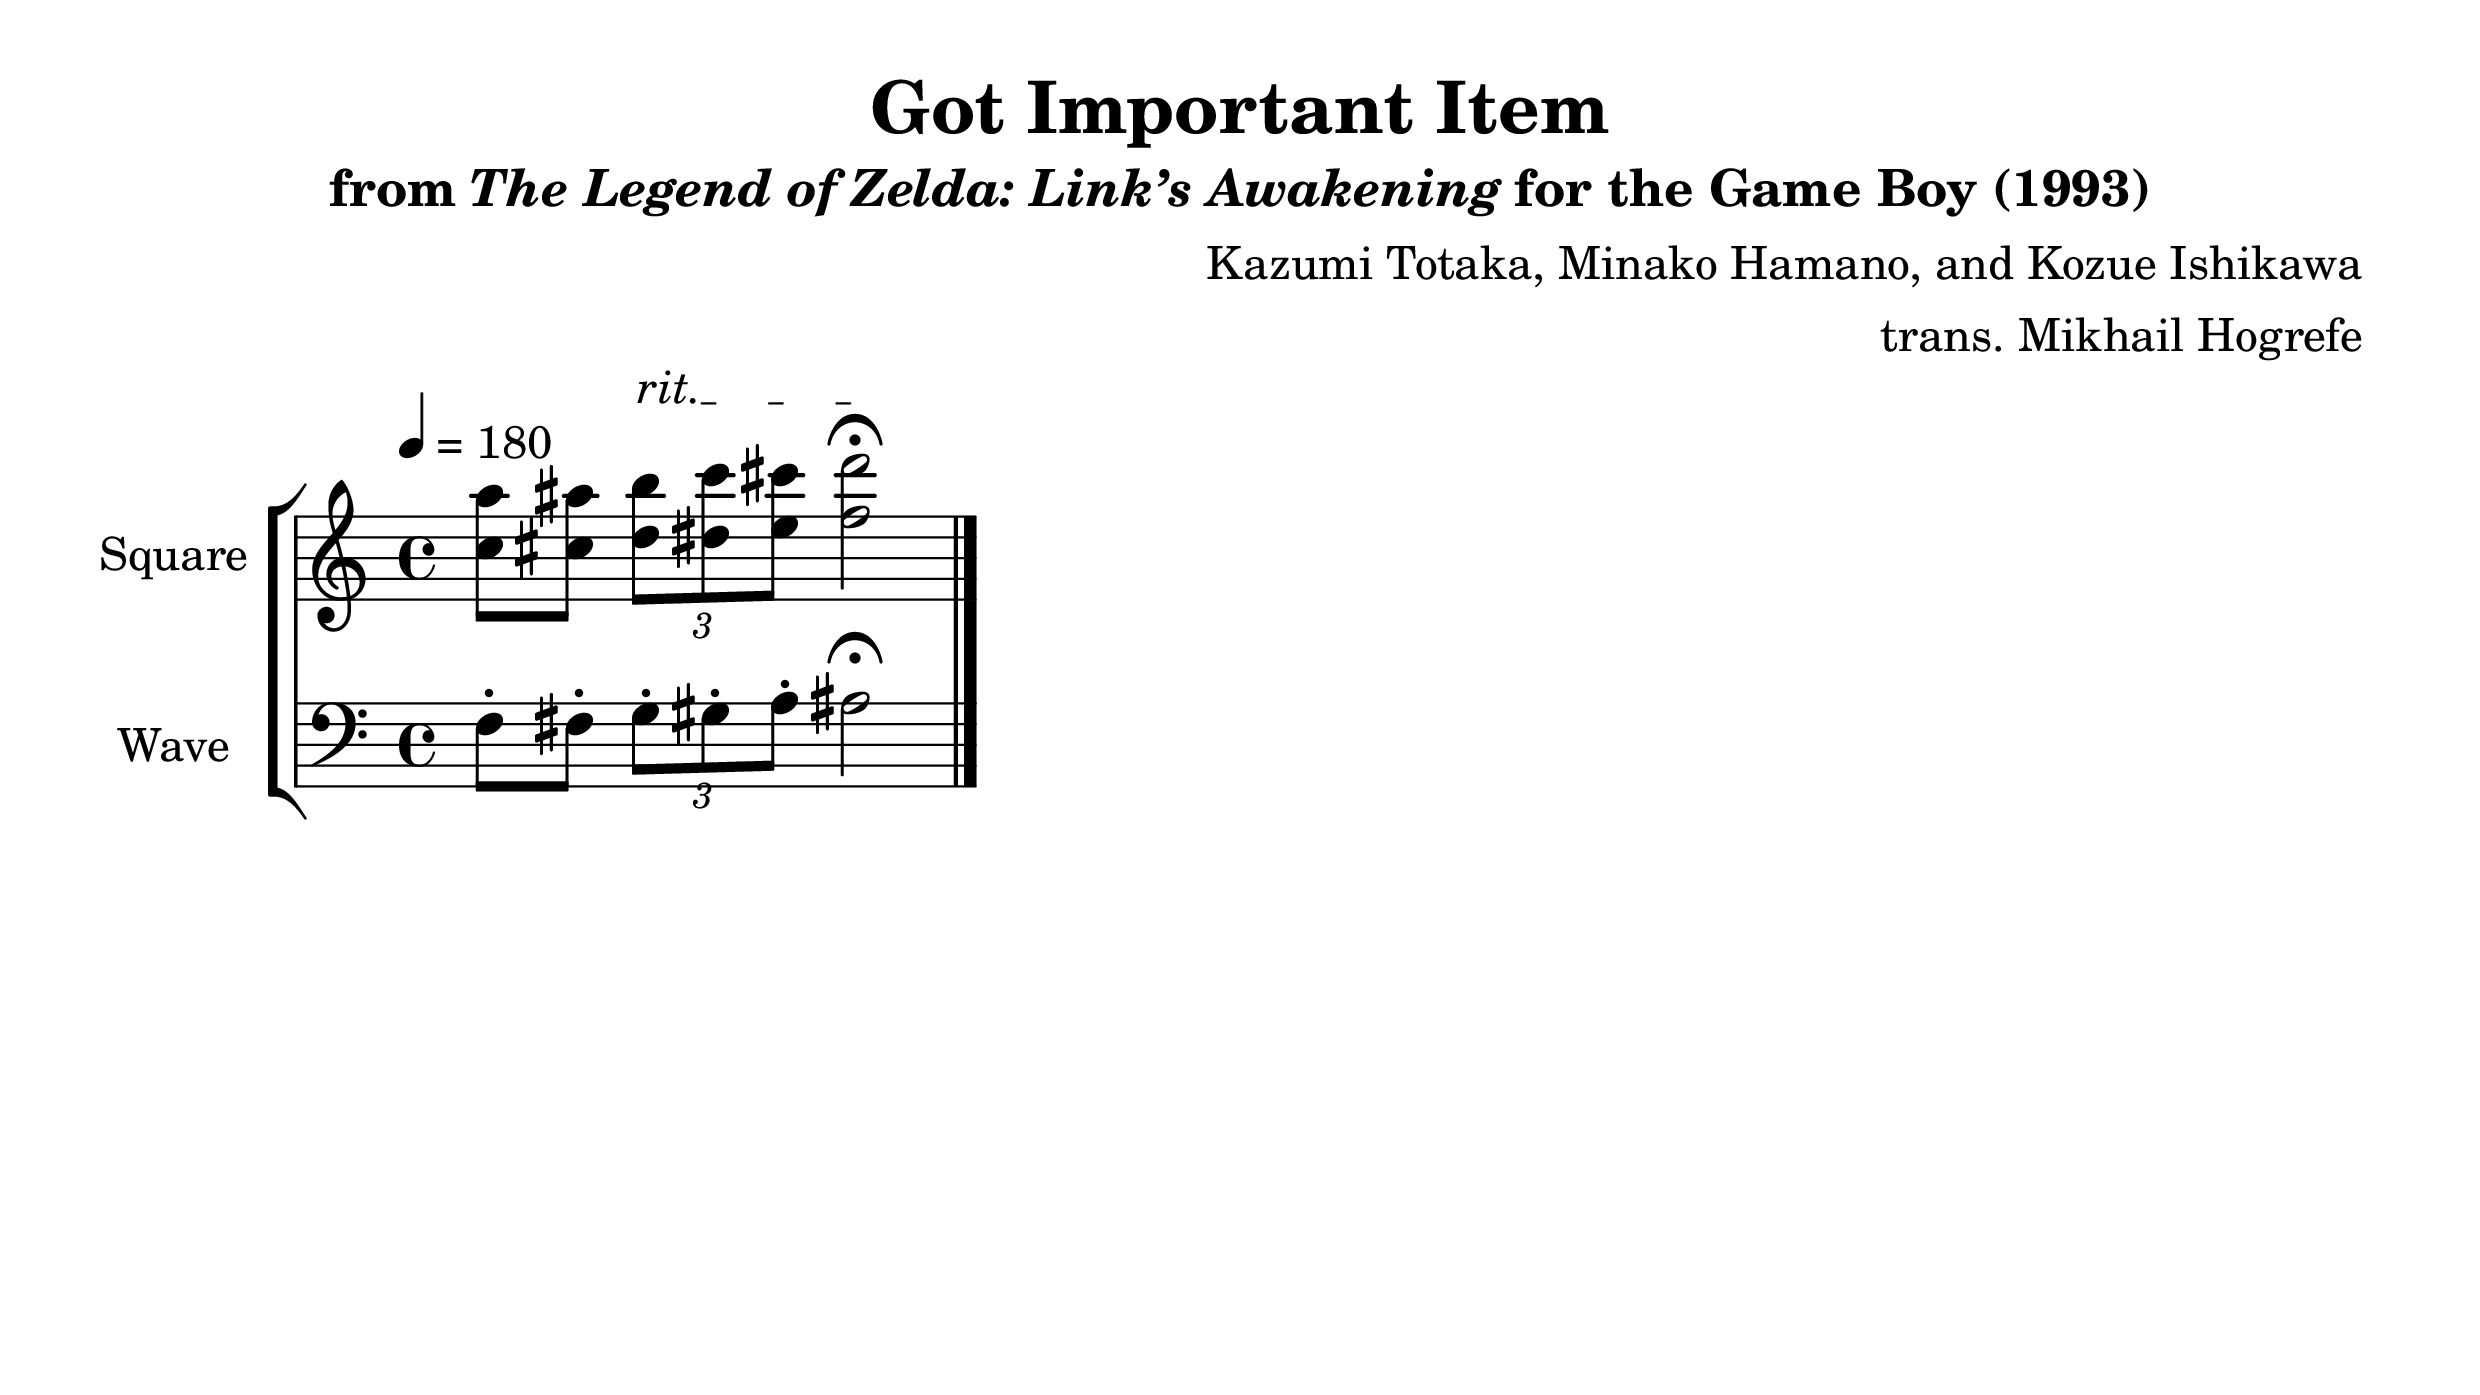 Got Important Item
from The Legend of Zelda: Link’s Awakening for the Game Boy (1993)
Kazumi Totaka, Minako Hamano, and Kozue Ishikawa
trans. Mikhail Hogrefe
rit.
= 180
Square
3
Wave
3